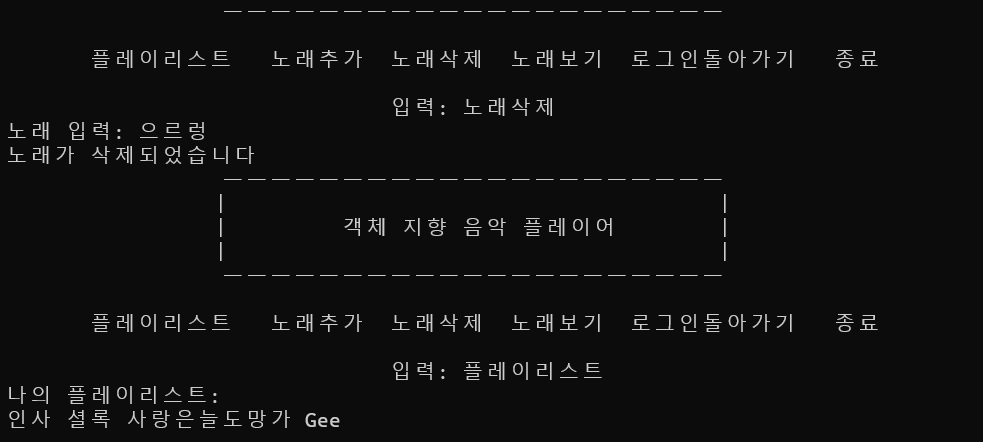 플레이리스트 노래추가 노래삭제 노래보기 로그인돌아가기 종료
입력: 노래삭제
노래 입력: 으르렁
노래가 삭제되었습니다
객체 지향 음악 플레이어
플레이리스트 노래추가 노래삭제 노래보기 로그인돌아가기 종료
입력: 플레이리스트
나의 플레이리스트:
인사 셜록 사랑은늘도망가 Gee